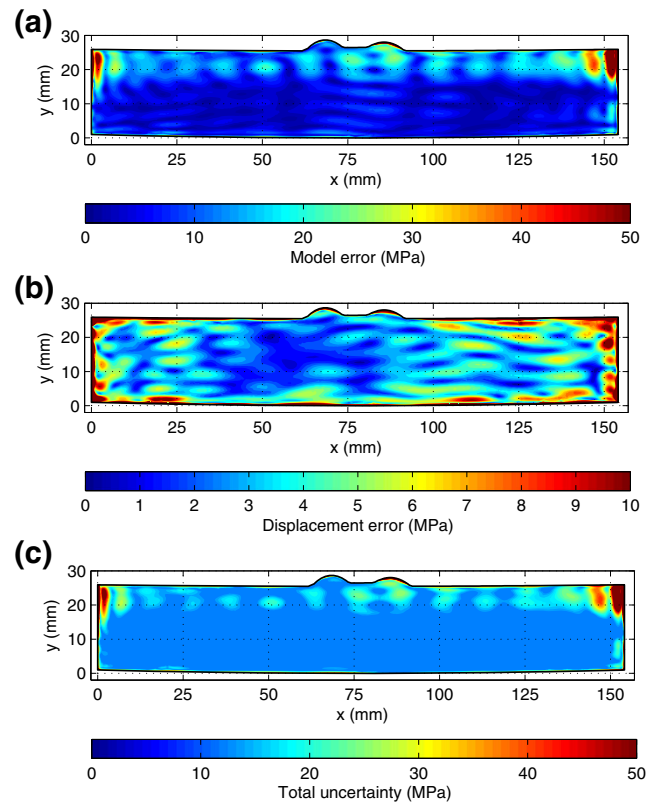 (a)
30
20
10
0
y (mm)
0 25 50 75 100 125 150
x (mm)
0 10 20 30 40 50
Model error (MPa)
(b)
30
20
10
0
y (mm)
0 25 50 75 100 125 150
x (mm)
0 1 2 3 4 5 6 7 8 9 10
Displacement error (MPa)
(c)
30
20
10
0
y (mm)
0 25 50 75 100 125 150
x (mm)
0 10 20 30 40 50
Total uncertainty (MPa)